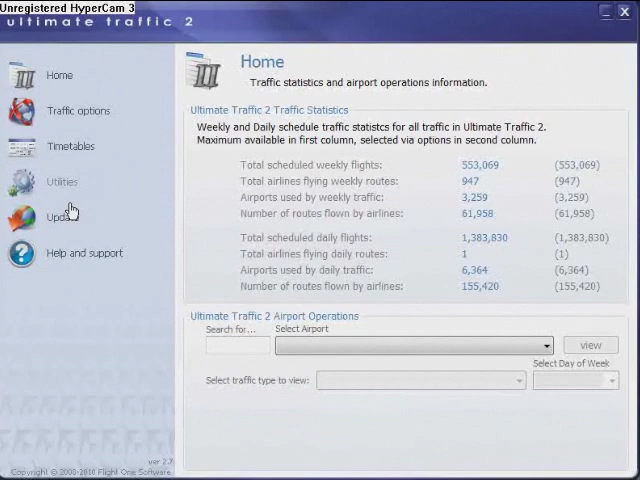 Unregistered HyperCam 3
ultimate traffic 2
Home
Traffic options
Timetables
Utilities
Help and support
ver 2.7
Copyright © 2000-2010 Flight One Software
Home
Traffic statistics and airport operations information.
Ultimate Traffic 2 Traffic Statistics
Weekly and Daily schedule traffic statistcs for all traffic in Ultimate Traffic 2.
Maximum available in first column, selected via options in second column.
Total scheduled weekly flights: 553,069 (553,069)
Total airlines flying weekly routes: 947 (947)
Airports used by weekly traffic: 3,259 (3,259)
Number of routes flown by airlines: 61,958 (61,958)
Total scheduled daily flights: 1,383,830 (1,383,830)
Total airlines flying daily routes: 1 (1)
Airports used by daily traffic: 6,364 (6,364)
Number of routes flown by airlines: 155,420 (155,420)
Ultimate Traffic 2 Airport Operations
Search for... Select Airport
view
Select Day of Week
Select traffic type to view: